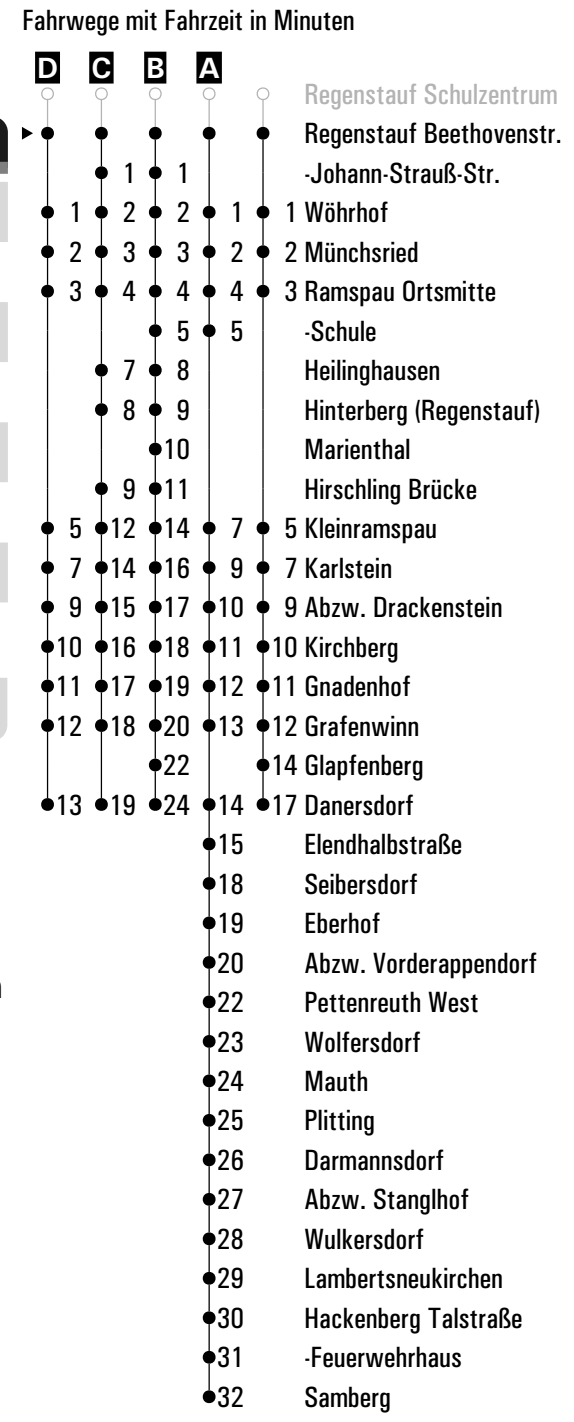 Fahrwege mit Fahrzeit in Minuten
D C B A
Regenstauf Schulzentrum
Regenstauf Beethovenstr.
1 1 -Johann-Strauß-Str.
1 2 2 1 1 Wöhrhof
2 3 3 2 2 Münchsried
3 4 4 4 3 Ramspau Ortsmitte
5 5 -Schule
7 8 Heilinghausen
8 9 Hinterberg (Regenstauf)
10 Marienthal
9 11 Hirschling Brücke
5 12 14 7 5 Kleinramspau
7 14 16 9 7 Karlstein
9 15 17 10 9 Abzw. Drackenstein
10 16 18 11 10 Kirchberg
11 17 19 12 11 Gnadenhof
12 18 20 13 12 Grafenwinn
22 14 Glapfenberg
13 19 24 14 17 Danersdorf
15 Elendhalbstraße
18 Seibersdorf
19 Eberhof
20 Abzw. Vorderappendorf
22 Pettenreuth West
23 Wolfersdorf
24 Mauth
25 Plitting
26 Darmannsdorf
27 Abzw. Stanglhof
28 Wulkersdorf
29 Lambertsneukirchen
30 Hackenberg Talstraße
31 -Feuerwehrhaus
32 Samberg